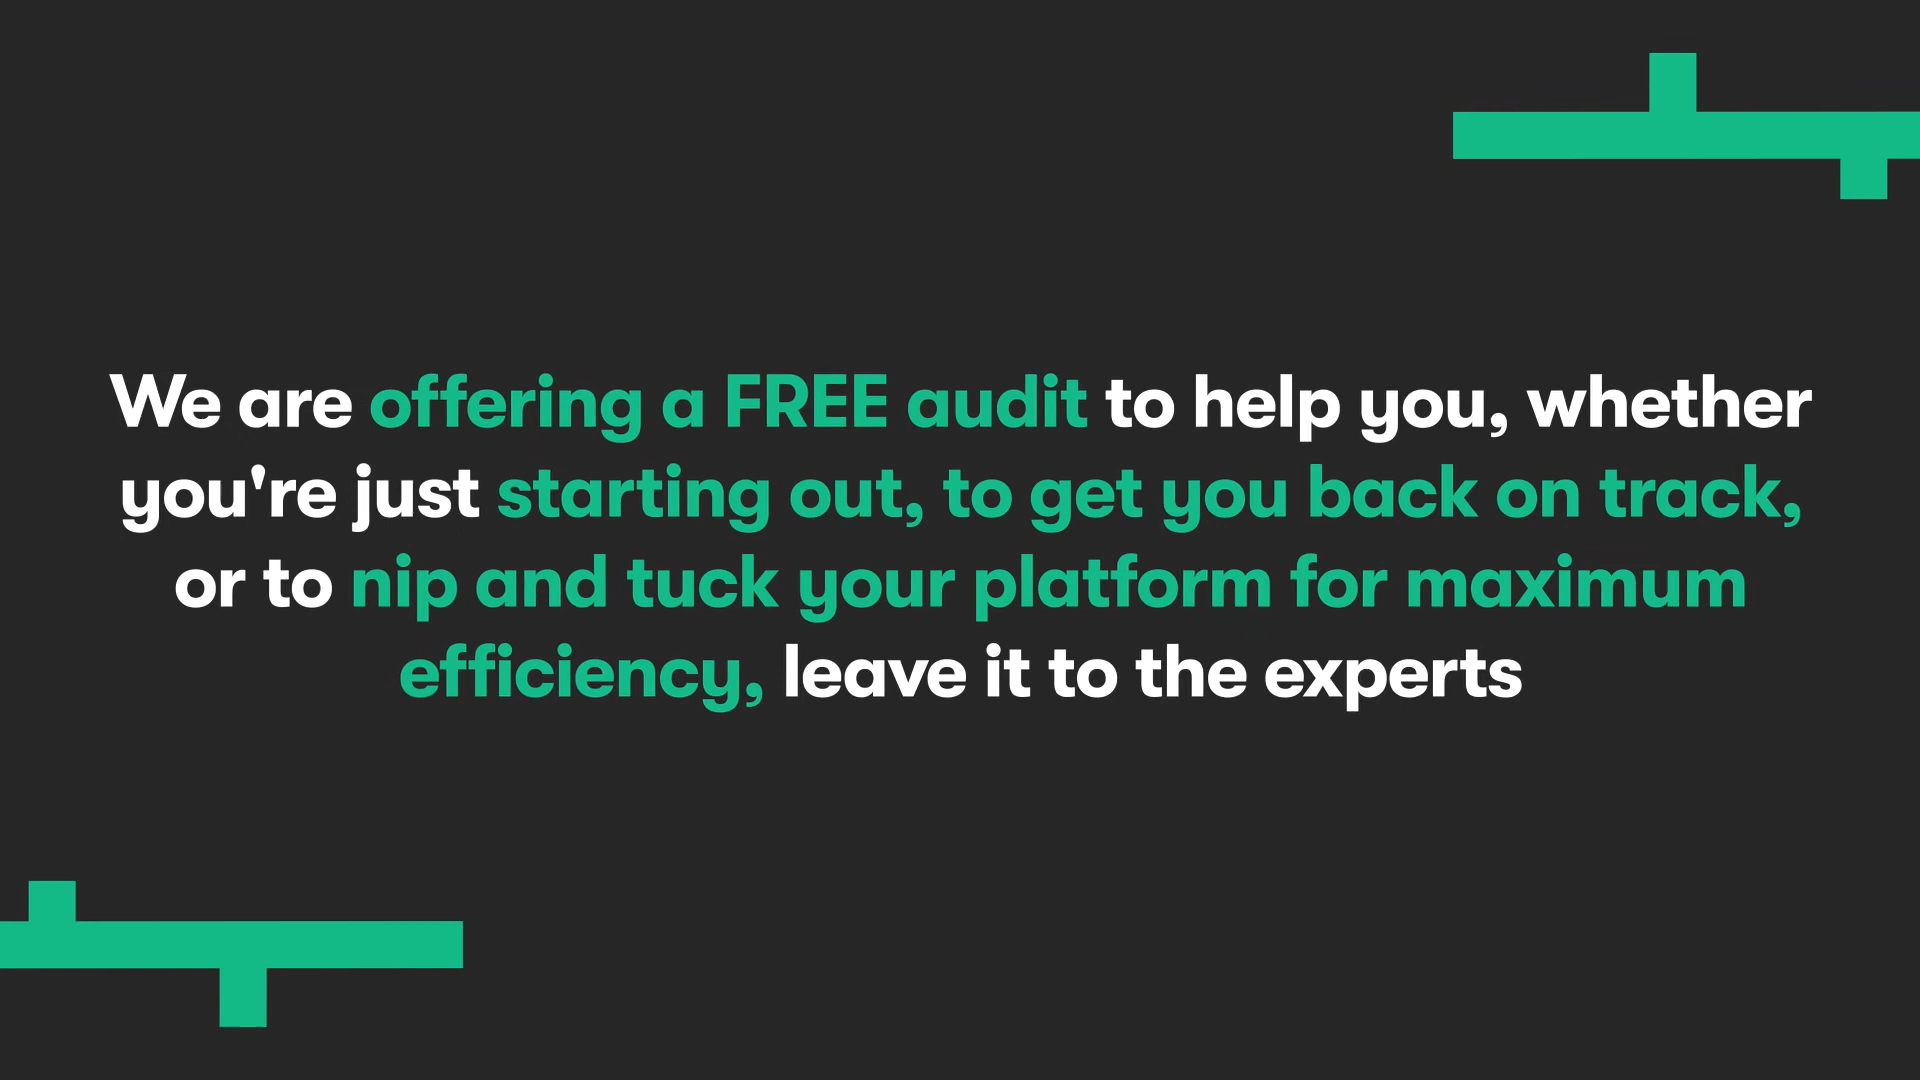 We are offering a FREE audit to help you, whether
you're just starting out, to get you back on track,
or to nip and tuck your platform for maximum
efficiency, leave it to the experts